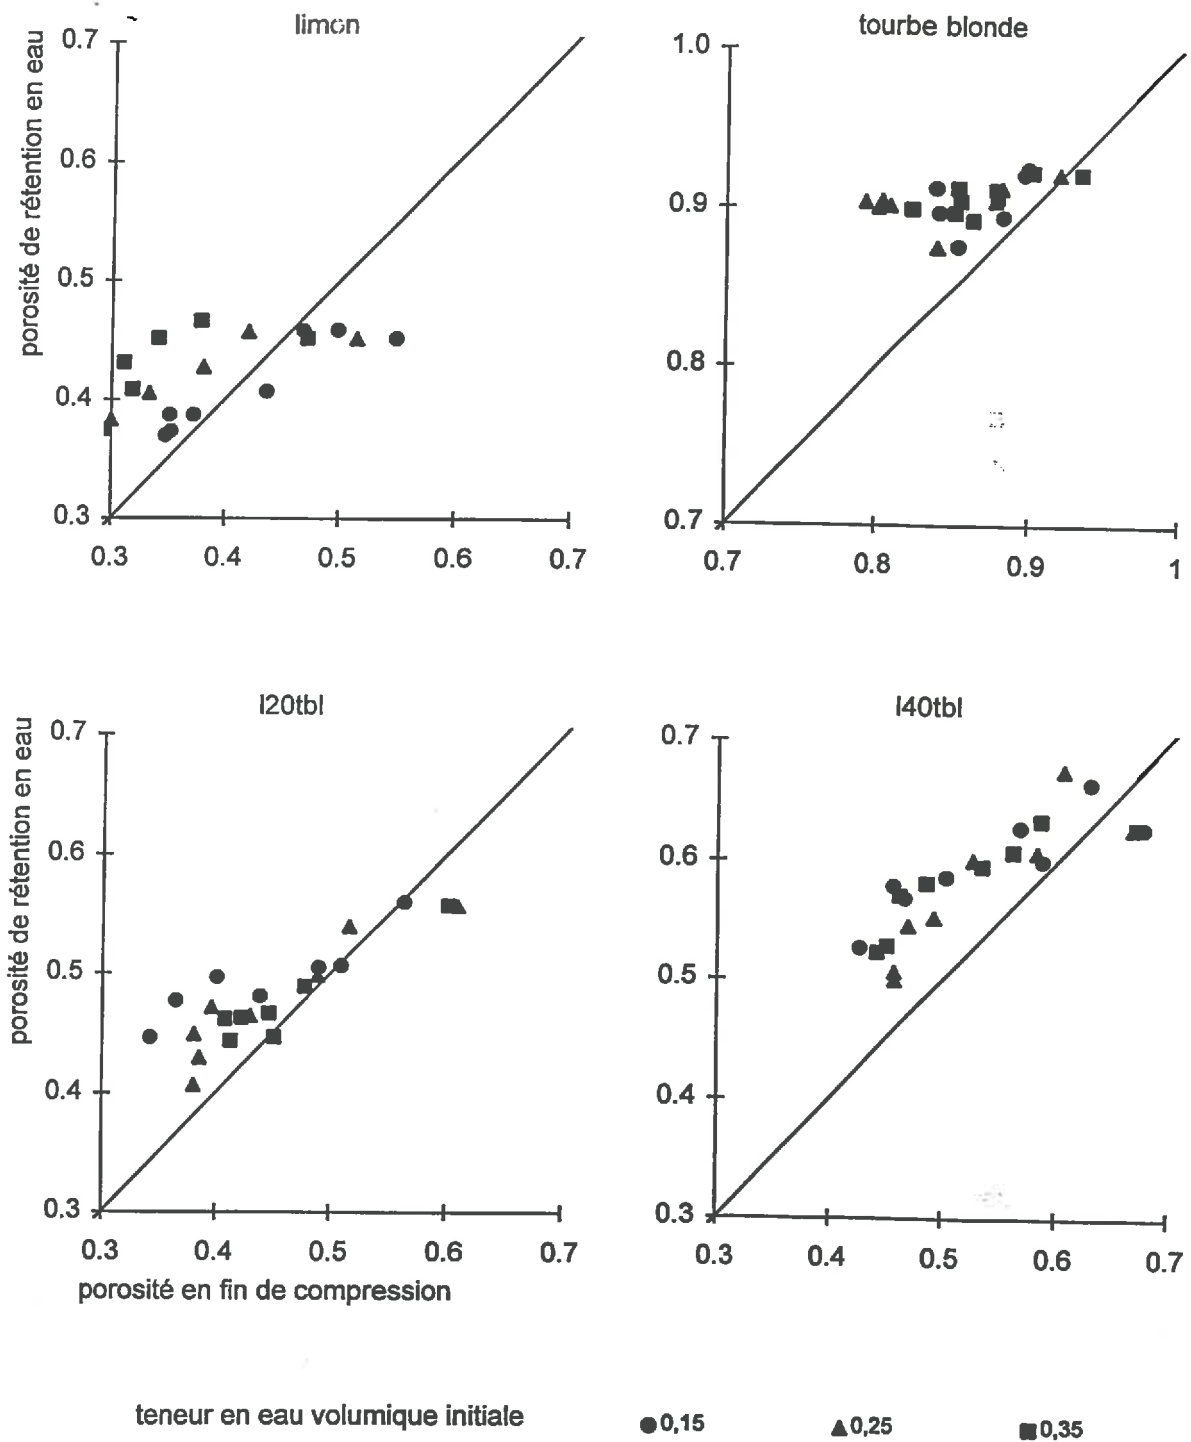 limon
porosité de rétention en eau
0.7
0.6
0.5
0.4
0.3
0.3 0.4 0.5 0.6 0.7
tourbe blonde
1.0
0.9
0.8
0.7
0.7 0.8 0.9 1
l20tbl
porosité de rétention en eau
0.7
0.6
0.5
0.4
0.3
0.3 0.4 0.5 0.6 0.7
porosité en fin de compression
l40tbl
0.7
0.6
0.5
0.4
0.3
0.3 0.4 0.5 0.6 0.7
teneur en eau volumique initiale 0,15 0,25 0,35